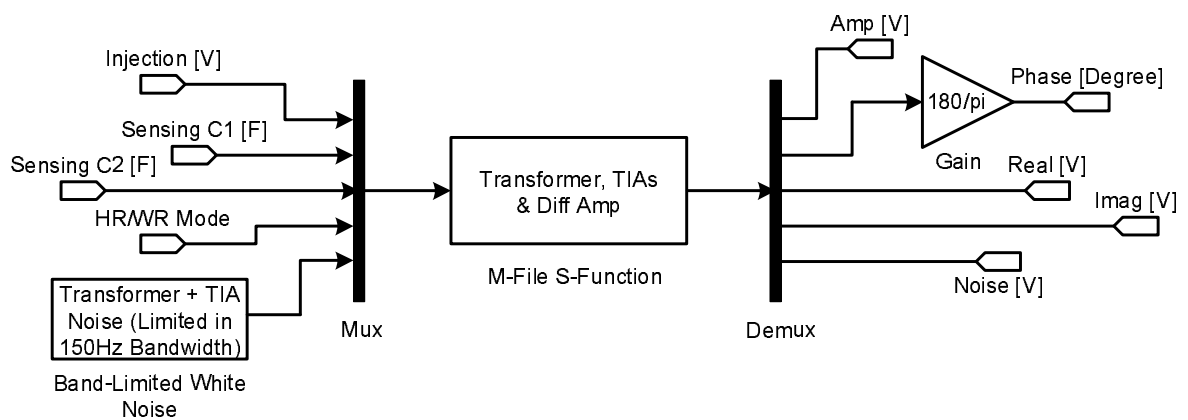 Injection [V]
Sensing C1 [F]
Sensing C2 [F]
HR/WR Mode
Transformer + TIA
Noise (Limited in
150Hz Bandwidth)
Band-Limited White
Noise
Mux
Transformer, TIAs
& Diff Amp
M-File S-Function
Demux
Amp [V]
180/pi
Gain
Phase [Degree]
Real [V]
Imag [V]
Noise [V]